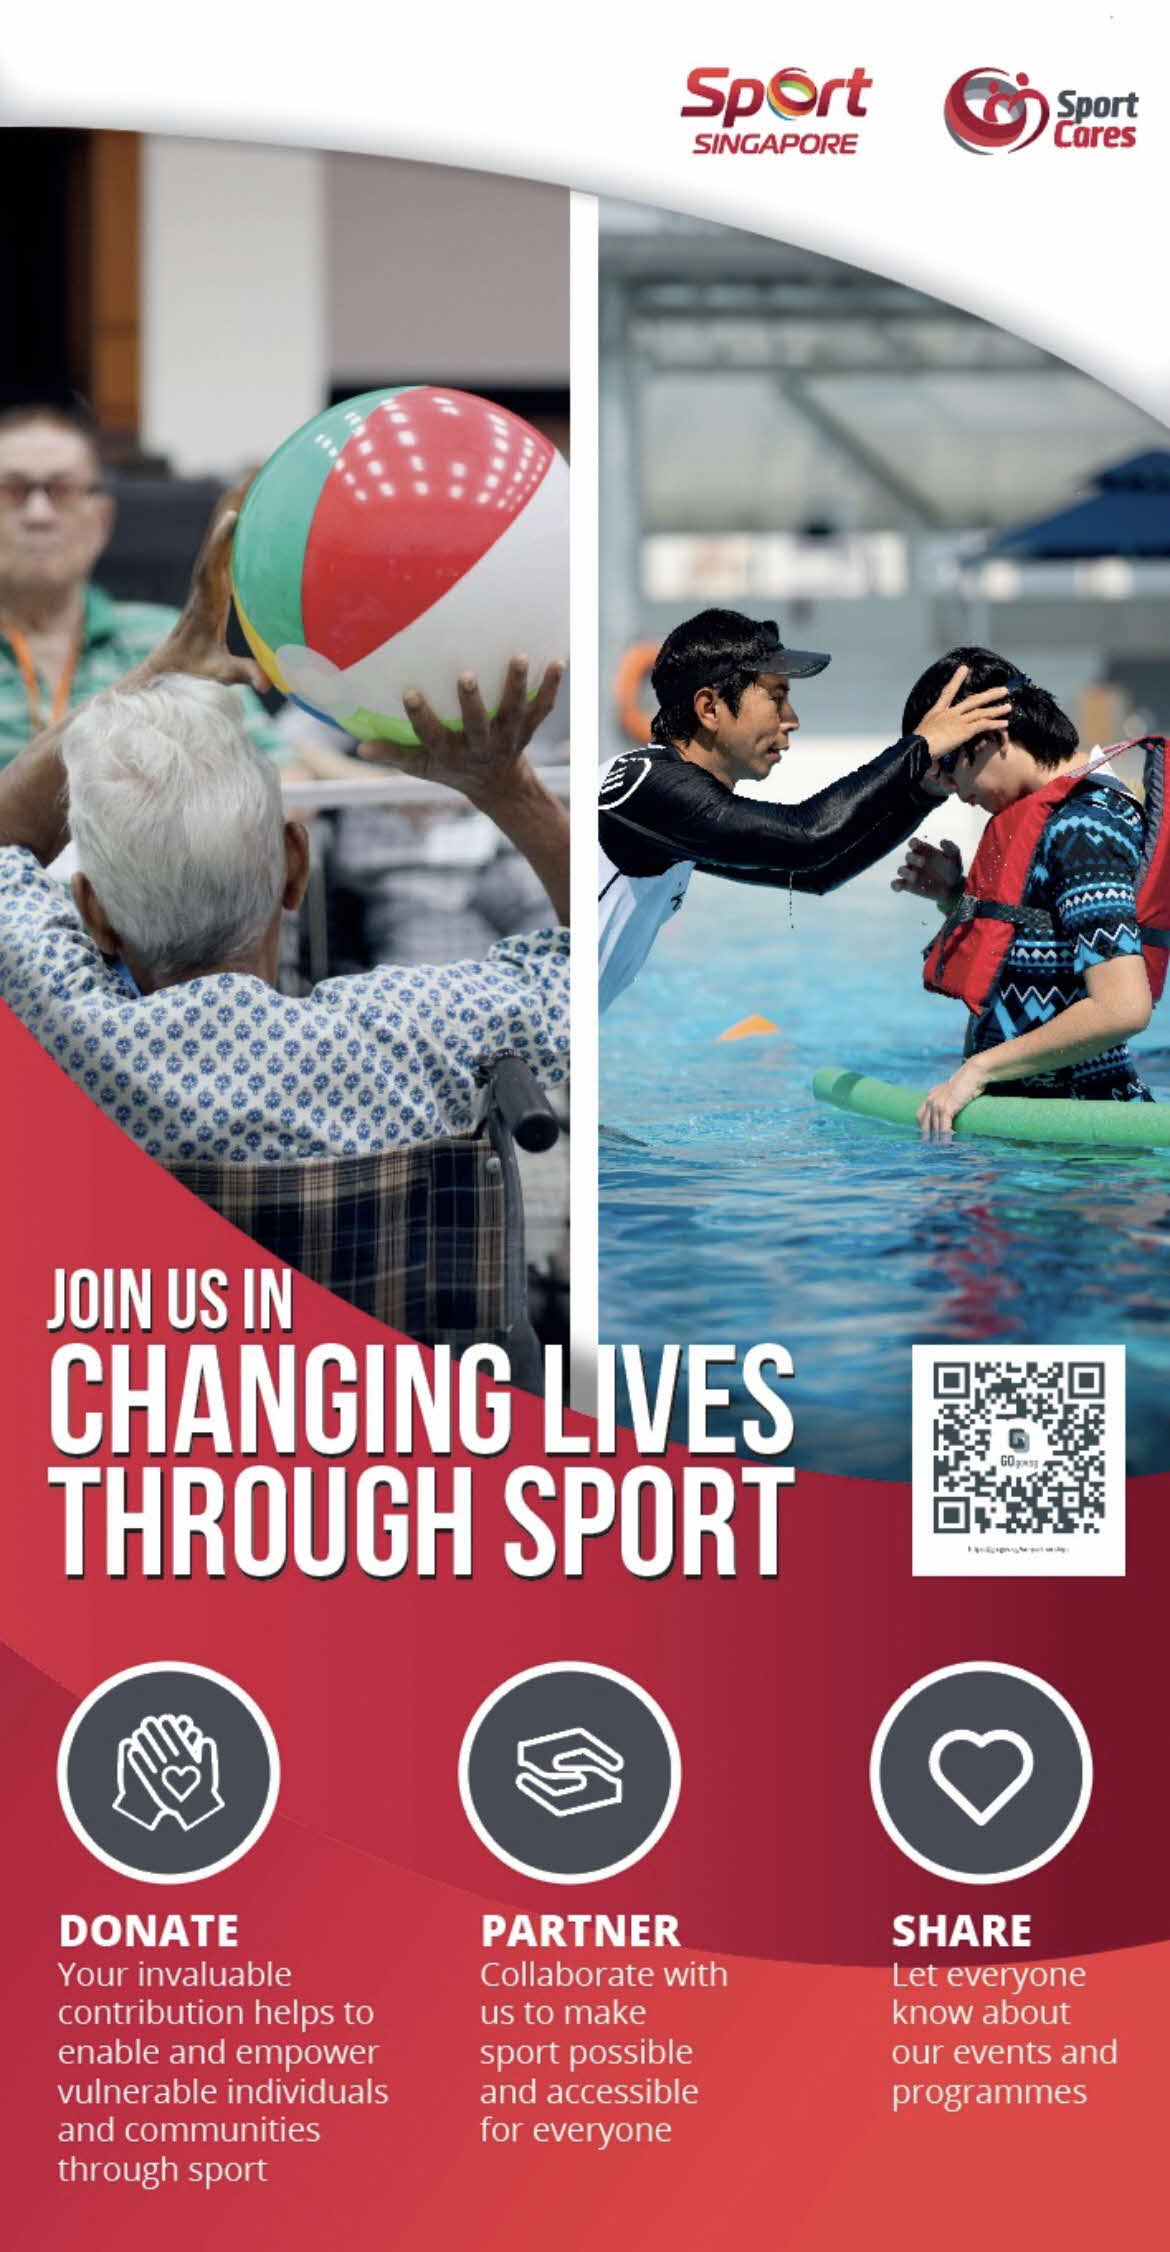 Sport
SINGAPORE
Sport
Cares
JOIN US IN
CHANGING LIVES
THROUGH SPORT
GOgov.sg
DONATE
Your invaluable
contribution helps to
enable and empower
vulnerable individuals
and communities
through sport
PARTNER
Collaborate with
us to make
sport possible
and accessible
for everyone
SHARE
Let everyone
know about
our events and
programmes